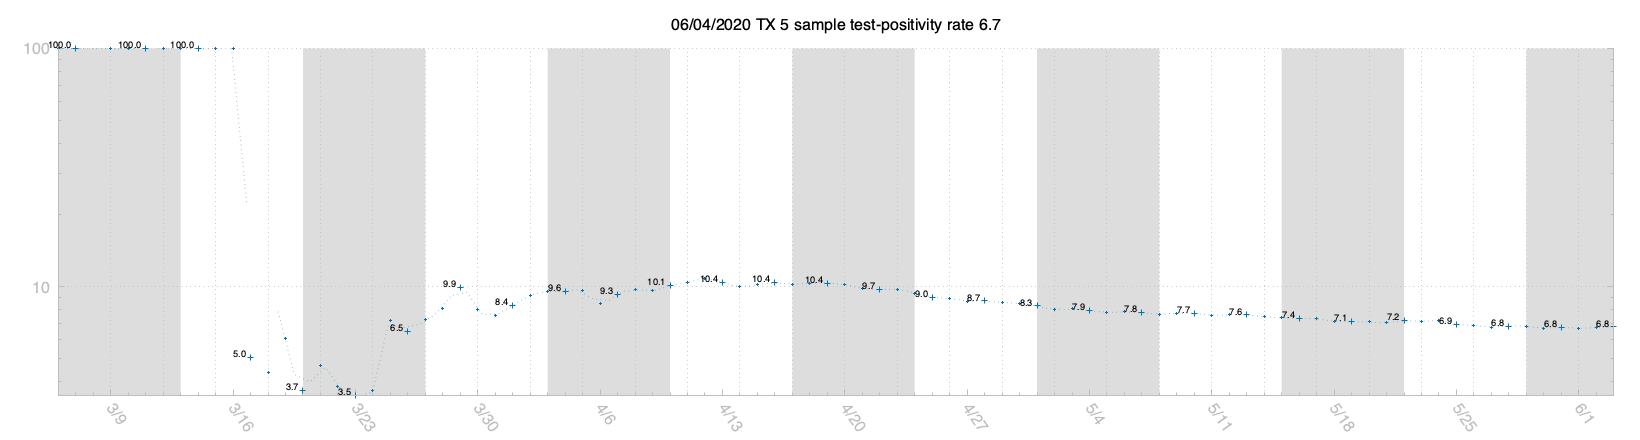 06/04/2020 TX 5 sample test-positivity rate 6.7
100
100.0 100.0 100.0
10
5.0 3.7 3.5 6.5 9.9 8.4 9.6 9.3 10.1 10.4 10.4 10.4 9.7 9.0 8.7 8.3 7.9 7.8 7.7 7.6 7.4 7.1 7.2 6.9 6.8 6.8 6.8
3/9 3/16 3/23 3/30 4/6 4/13 4/20 4/27 5/4 5/11 5/18 5/25 6/1